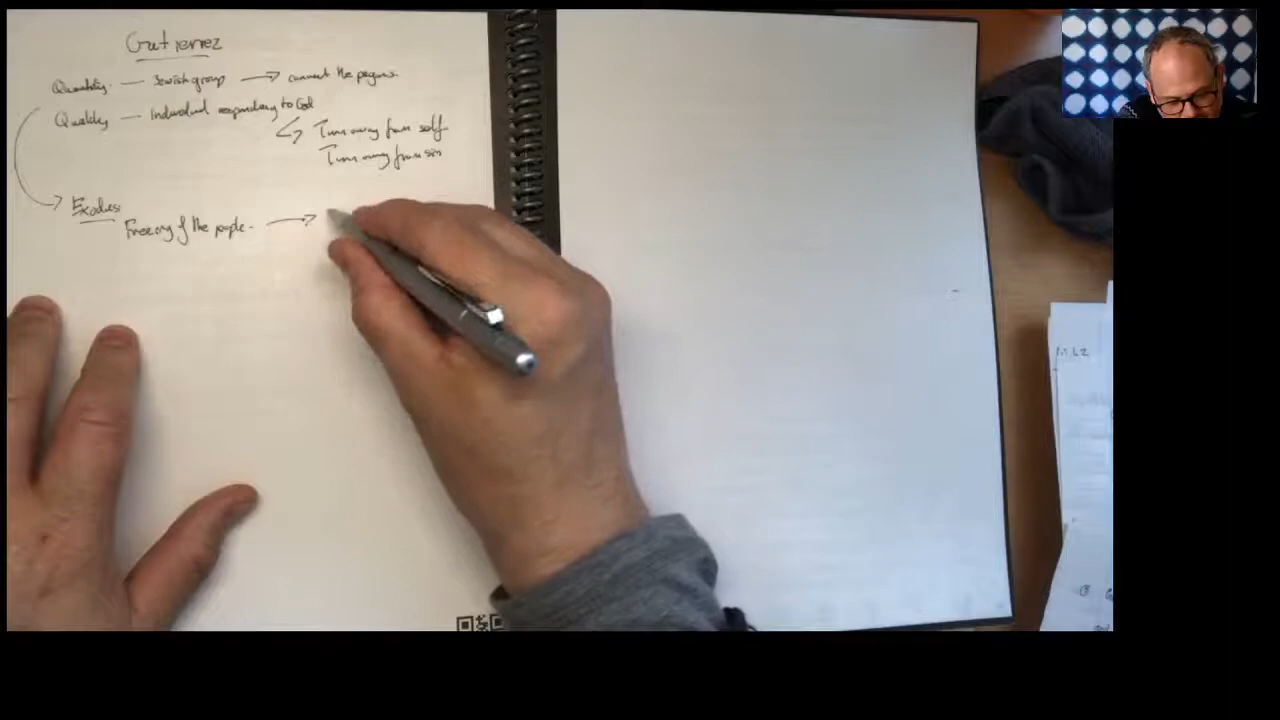 Gutierrez
Quantity — Jewish group → convert the pagans.
Quality — Individual responding to God
Turn away from self
Turn away from sin
Exodus
Freeing of the people. →